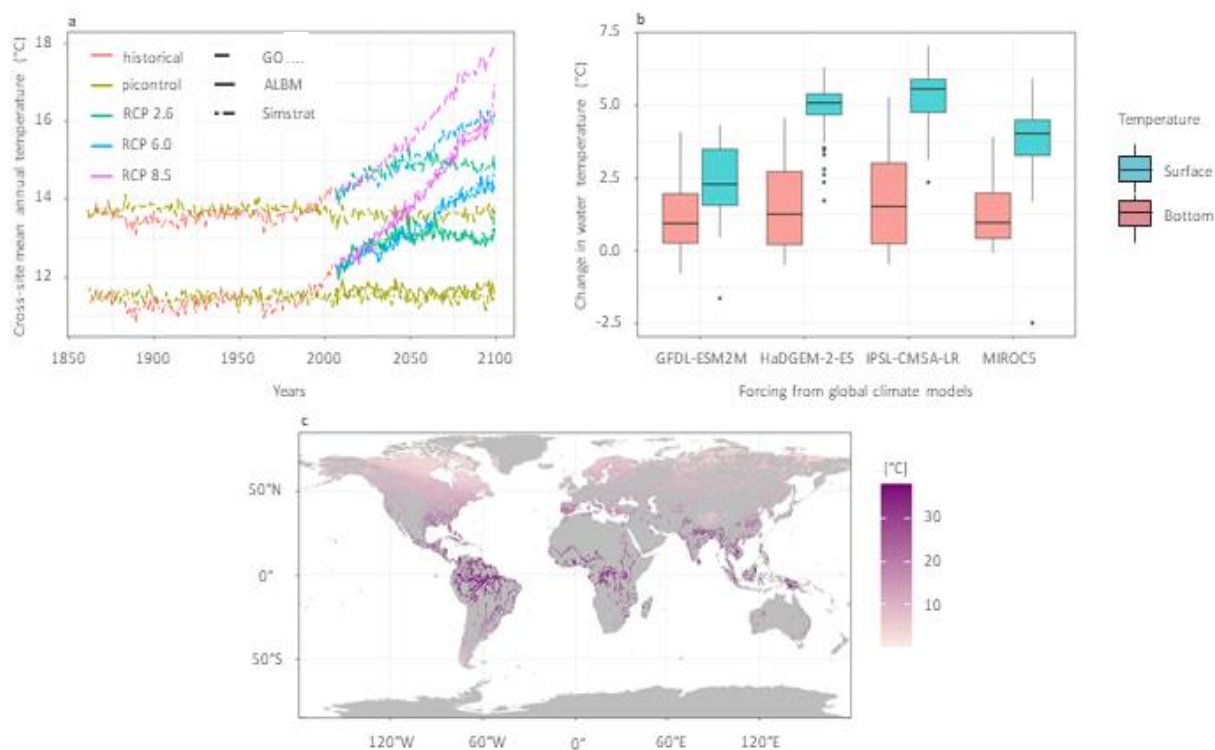 a
Cross-site mean annual temperature (°C)
18
16
14
12
historical
picontrol
RCP 2.6
RCP 6.0
RCP 8.5
GO
ALBM
Simstrat
1850
1900
1950
2000
2050
2100
Years
b
Change in water temperature (°C)
7.5
5.0
2.5
0.0
-2.5
GFDL-ESM2M
HaDGEM-2-ES
IPSL-CM5A-LR
MIROC5
Forcing from global climate models
Temperature
Surface
Bottom
c
50°N
0°
50°S
120°W
60°W
0°
60°E
120°E
[°C]
30
20
10